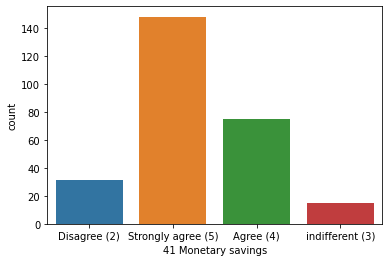 140
120
100
80
60
40
20
0
count
Disagree (2) Strongly agree (5) Agree (4) indifferent (3)
41 Monetary savings